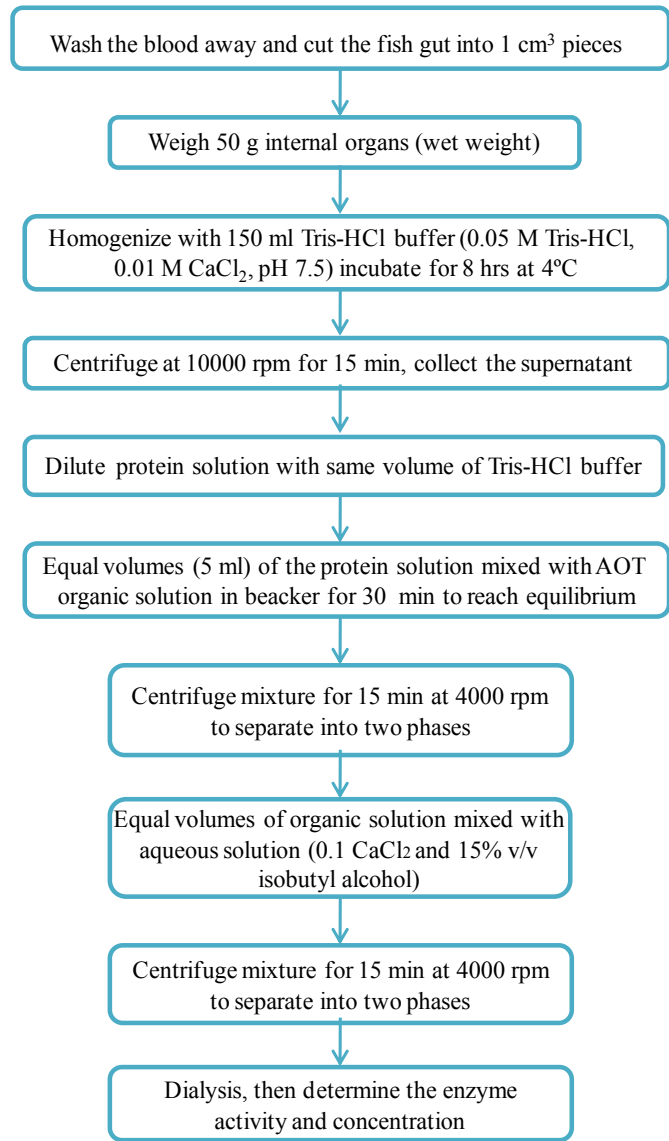 Wash the blood away and cut the fish gut into 1 cm³ pieces
Weigh 50 g internal organs (wet weight)
Homogenize with 150 ml Tris-HCl buffer (0.05 M Tris-HCl,
0.01 M CaCl₂, pH 7.5) incubate for 8 hrs at 4ºC
Centrifuge at 10000 rpm for 15 min, collect the supernatant
Dilute protein solution with same volume of Tris-HCl buffer
Equal volumes (5 ml) of the protein solution mixed with AOT
organic solution in beacker for 30 min to reach equilibrium
Centrifuge mixture for 15 min at 4000 rpm
to separate into two phases
Equal volumes of organic solution mixed with
aqueous solution (0.1 CaCl₂ and 15% v/v
isobutyl alcohol)
Centrifuge mixture for 15 min at 4000 rpm
to separate into two phases
Dialysis, then determine the enzyme
activity and concentration